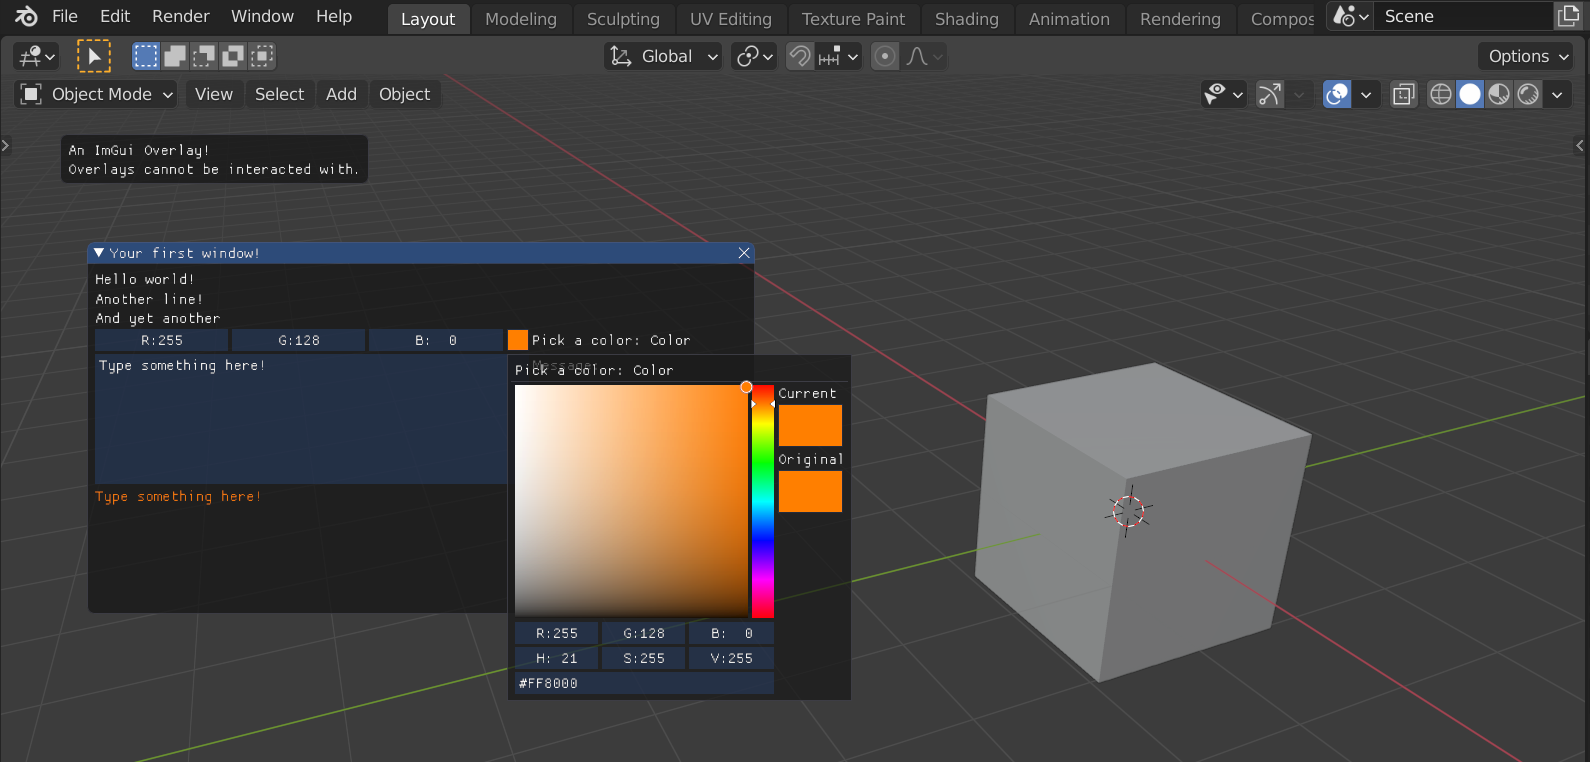 File Edit Render Window Help Layout Modeling Sculpting UV Editing Texture Paint Shading Animation Rendering Compos Scene
Global Options
Object Mode View Select Add Object
An ImGui Overlay!
Overlays cannot be interacted with.
Your first window!
Hello world!
Another line!
And yet another
R:255 G:128 B: 0 Pick a color: Color
Type something here! Message:
Pick a color: Color
Current
Original
Type something here!
R:255 G:128 B: 0
H: 21 S:255 V:255
#FF8000